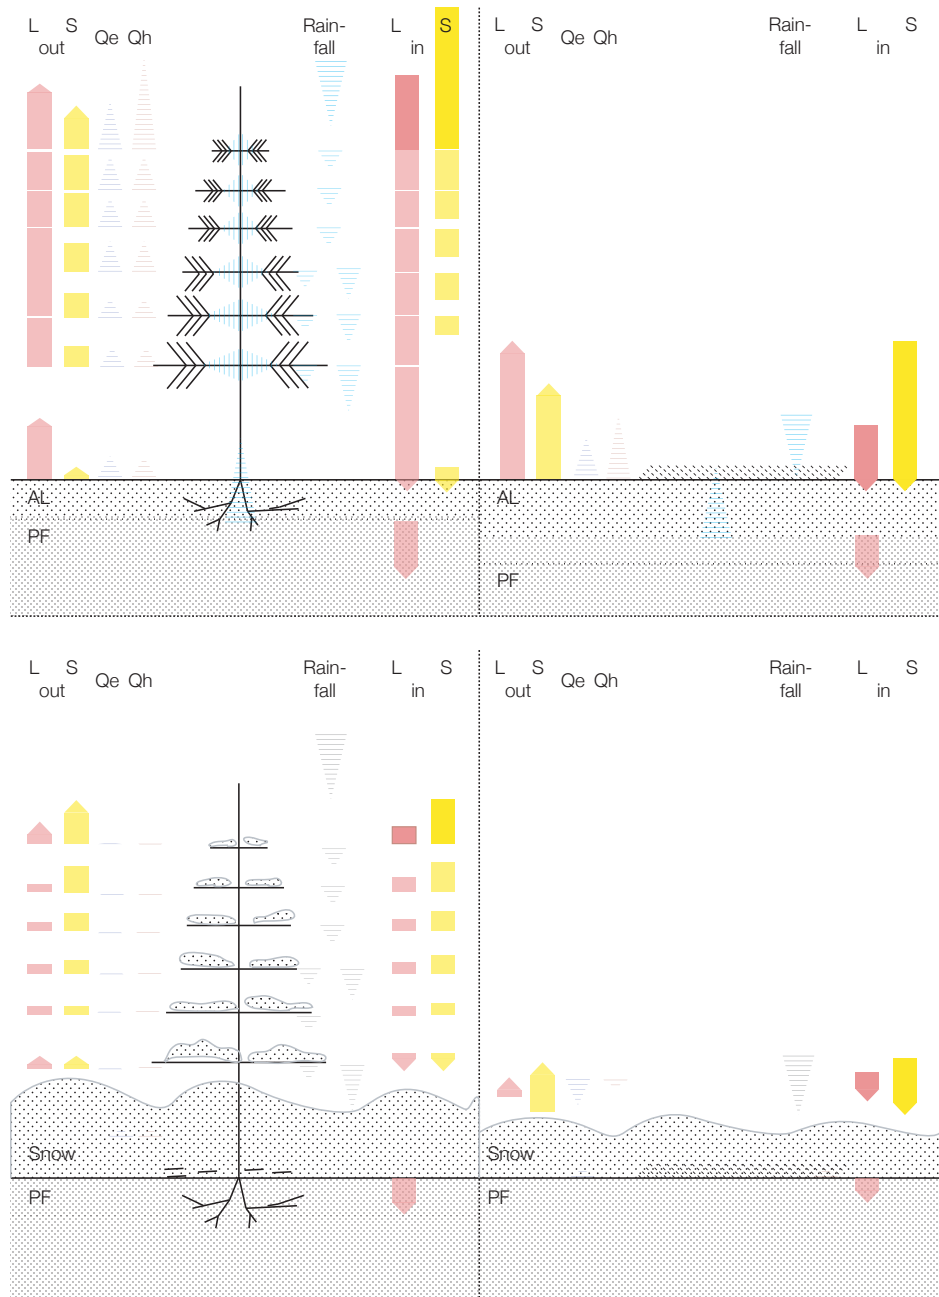 L S Rain- L S
out Qe Qh fall in
L S Rain- L S
out Qe Qh fall in
AL
PF
AL
PF
L S Rain- L S
out Qe Qh fall in
L S Rain- L S
out Qe Qh fall in
Snow
PF
Snow
PF